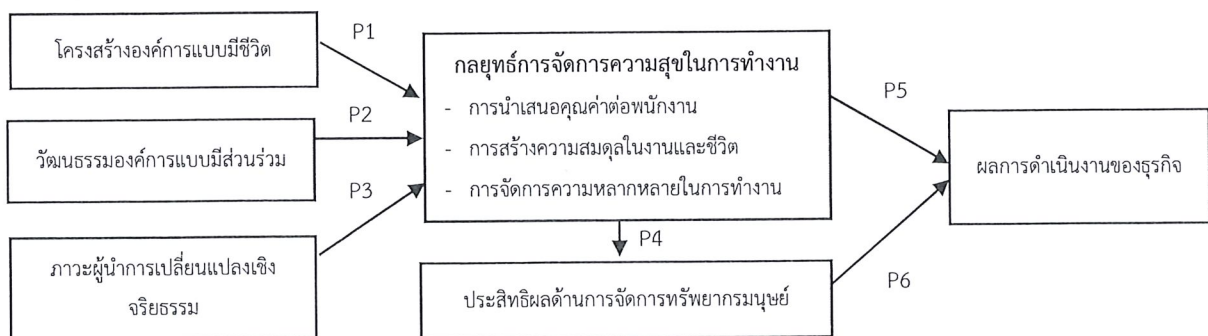 โครงสร้างองค์การแบบมีชีวิต
P1
วัฒนธรรมองค์การแบบมีส่วนร่วม
P2
ภาวะผู้นำการเปลี่ยนแปลงเชิง
จริยธรรม
P3
กลยุทธ์การจัดการความสุขในการทำงาน
- การนำเสนอคุณค่าต่อพนักงาน
- การสร้างความสมดุลในงานและชีวิต
- การจัดการความหลากหลายในการทำงาน
P4
ประสิทธิผลด้านการจัดการทรัพยากรมนุษย์
P5
P6
ผลการดำเนินงานของธุรกิจ